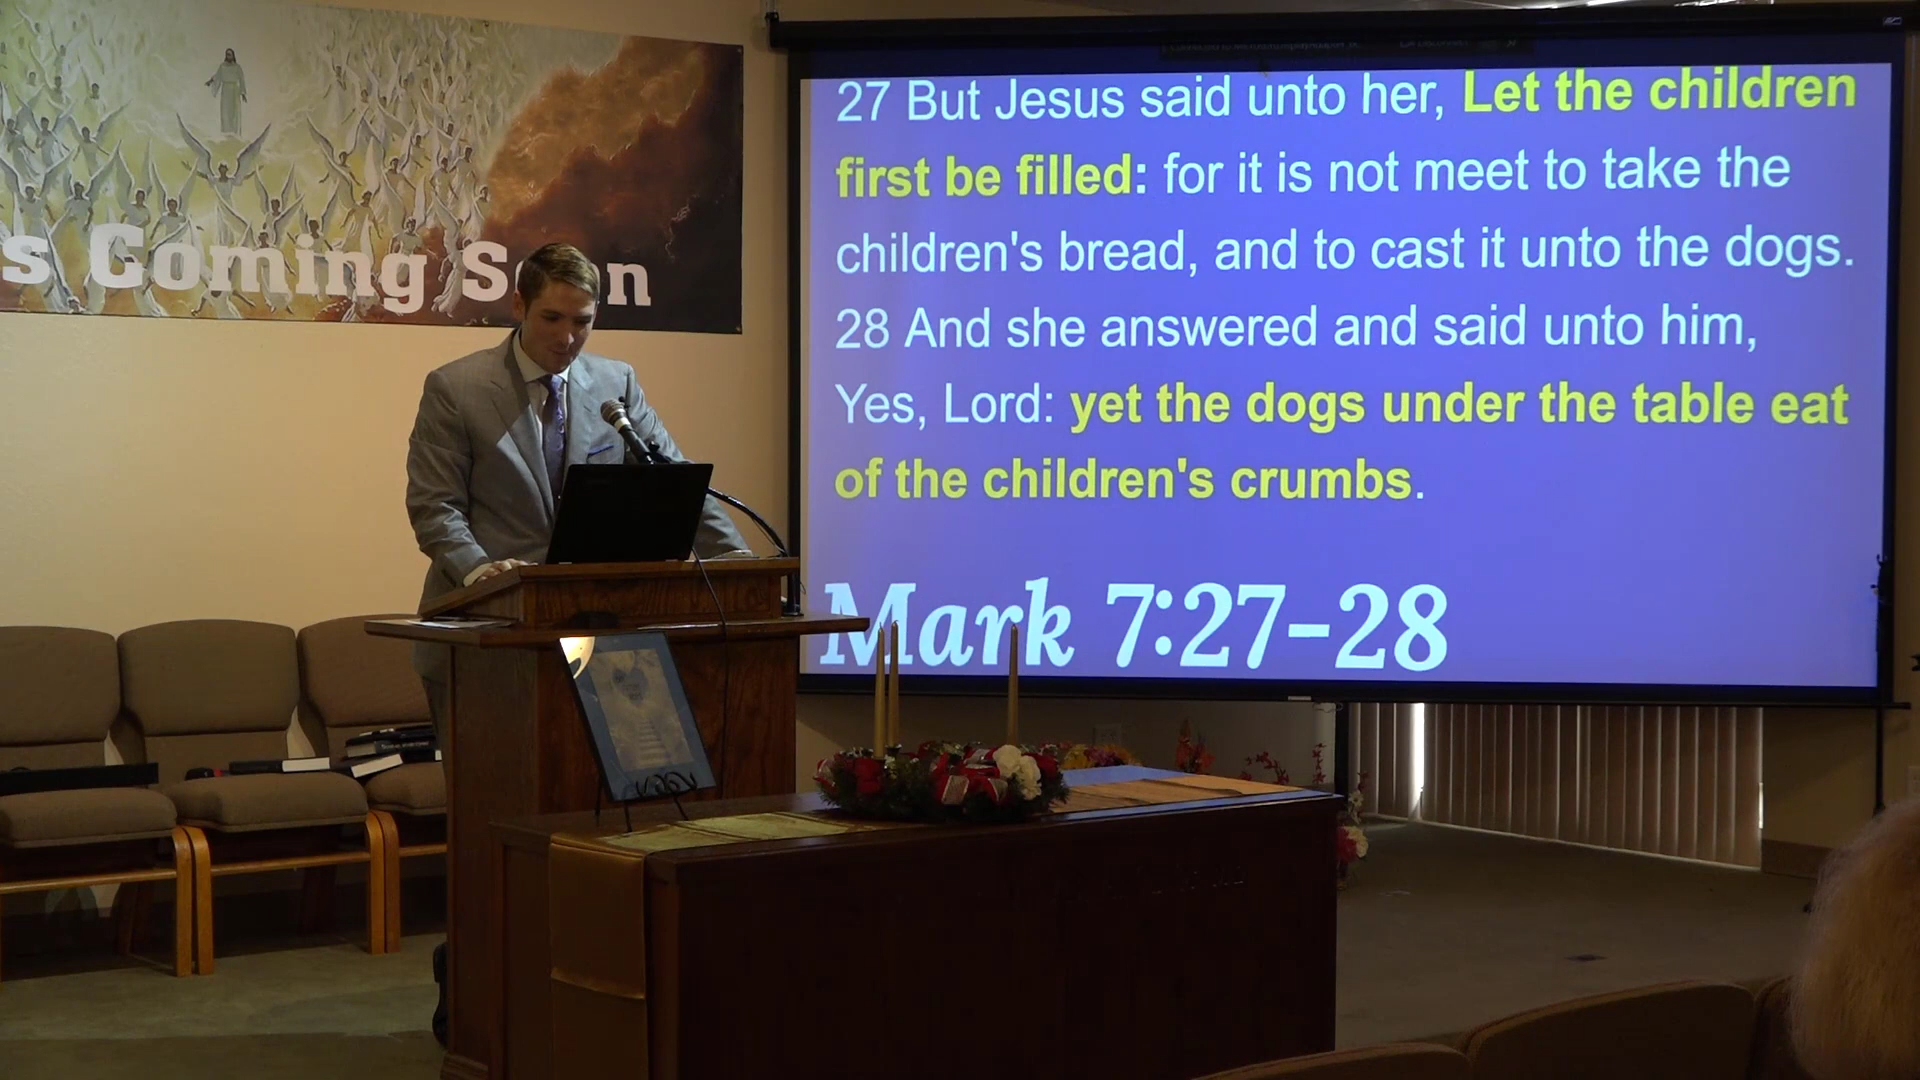 s Coming S on
27 But Jesus said unto her, Let the children
first be filled: for it is not meet to take the
children's bread, and to cast it unto the dogs.
28 And she answered and said unto him,
Yes, Lord: yet the dogs under the table eat
of the children's crumbs.
Mark 7:27-28